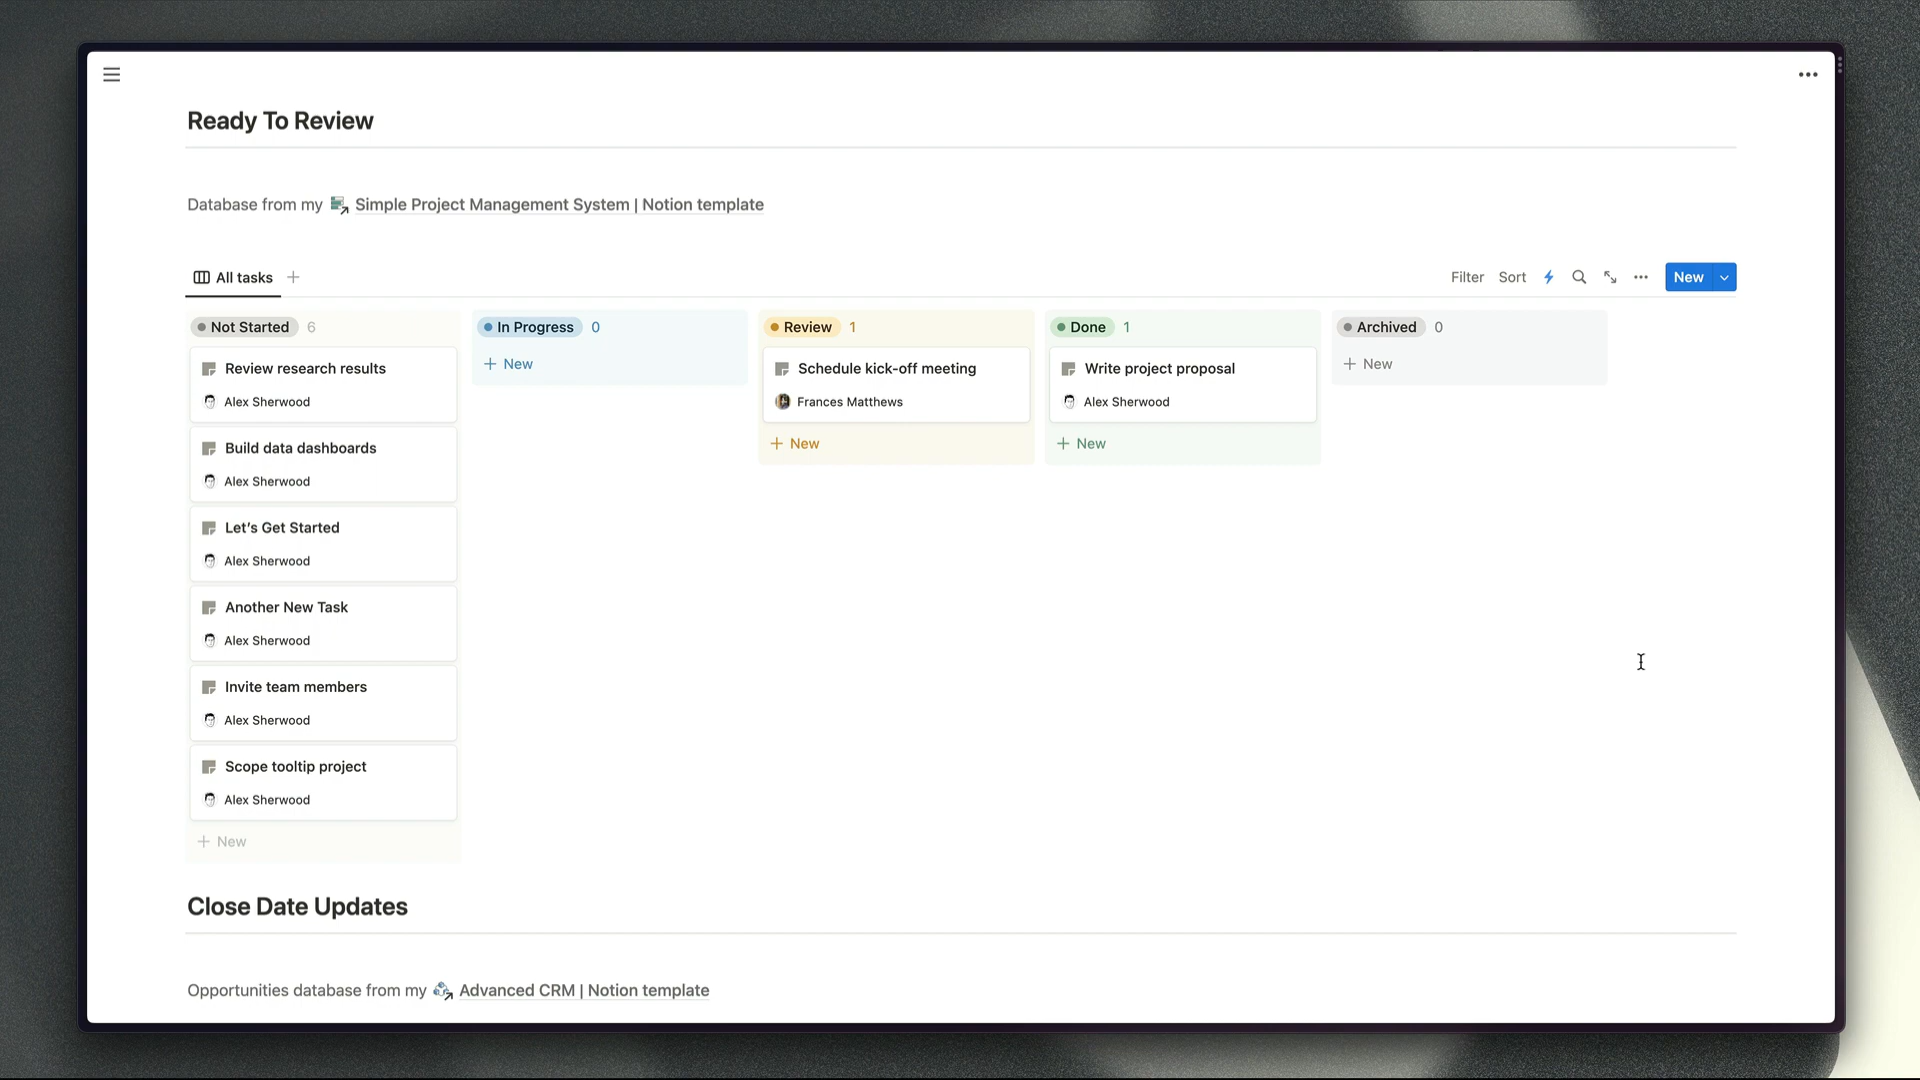 Ready To Review
Database from my Simple Project Management System | Notion template
All tasks
Filter Sort New
Not Started 6
Review research results
Alex Sherwood
Build data dashboards
Alex Sherwood
Let’s Get Started
Alex Sherwood
Another New Task
Alex Sherwood
Invite team members
Alex Sherwood
Scope tooltip project
Alex Sherwood
+ New
In Progress 0
+ New
Review 1
Schedule kick-off meeting
Frances Matthews
+ New
Done 1
Write project proposal
Alex Sherwood
+ New
Archived 0
+ New
Close Date Updates
Opportunities database from my Advanced CRM | Notion template